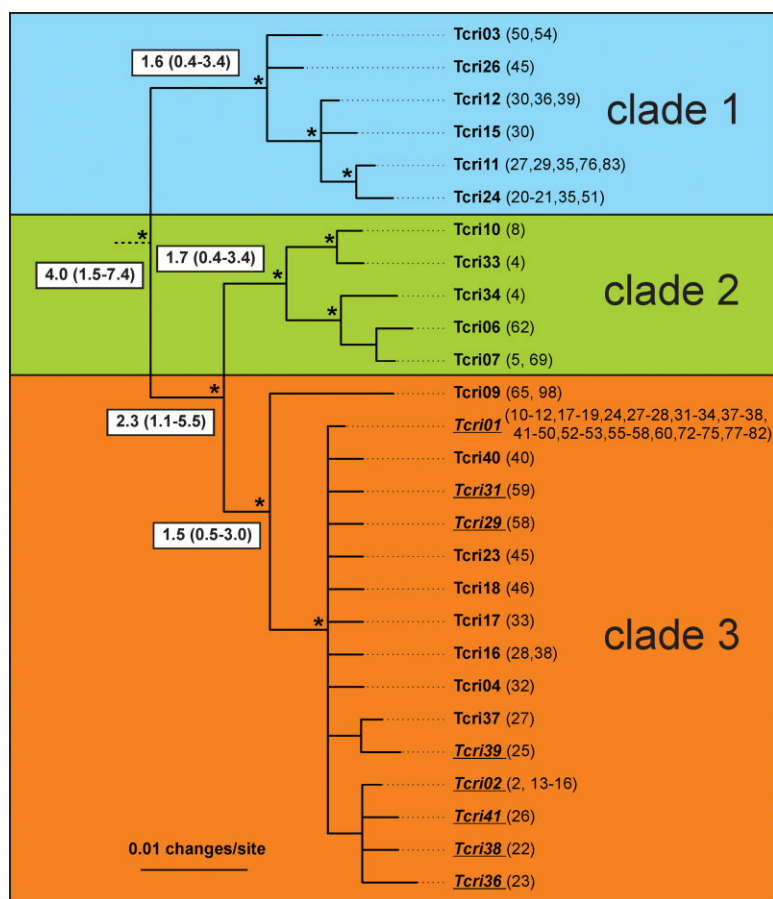 Tcri03 (50,54)
1.6 (0.4-3.4)
*
Tcri26 (45)
Tcri12 (30,36,39)
clade 1
*
Tcri15 (30)
Tcri11 (27,29,35,76,83)
*
Tcri24 (20-21,35,51)
Tcri10 (8)
*
*
1.7 (0.4-3.4)
*
Tcri33 (4)
4.0 (1.5-7.4)
Tcri34 (4)
clade 2
*
Tcri06 (62)
Tcri07 (5, 69)
*
Tcri09 (65, 98)
2.3 (1.1-5.5)
Tcri01 (10-12,17-19,24,27-28,31-34,37-38,
41-50,52-53,55-58,60,72-75,77-82)
Tcri40 (40)
Tcri31 (59)
*
1.5 (0.5-3.0)
Tcri29 (58)
Tcri23 (45)
Tcri18 (46)
*
Tcri17 (33)
clade 3
Tcri16 (28,38)
Tcri04 (32)
Tcri37 (27)
Tcri39 (25)
Tcri02 (2, 13-16)
Tcri41 (26)
0.01 changes/site
Tcri38 (22)
Tcri36 (23)